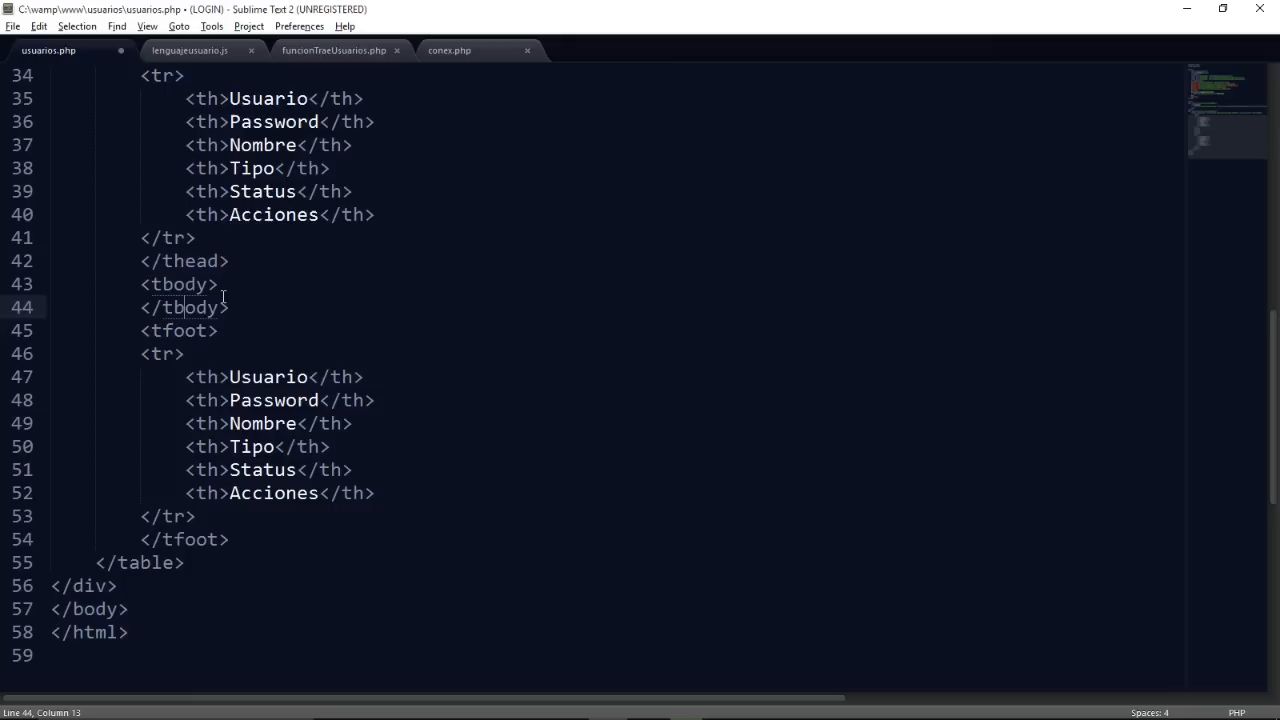 C:\wamp\www\usuarios\usuarios.php • (LOGIN) - Sublime Text 2 (UNREGISTERED)
File Edit Selection Find View Goto Tools Project Preferences Help
usuarios.php lenguajeusuario.js funcionTraeUsuarios.php conex.php
34 <tr>
35 <th>Usuario</th>
36 <th>Password</th>
37 <th>Nombre</th>
38 <th>Tipo</th>
39 <th>Status</th>
40 <th>Acciones</th>
41 </tr>
42 </thead>
43 <tbody>
44 </tbody>
45 <tfoot>
46 <tr>
47 <th>Usuario</th>
48 <th>Password</th>
49 <th>Nombre</th>
50 <th>Tipo</th>
51 <th>Status</th>
52 <th>Acciones</th>
53 </tr>
54 </tfoot>
55 </table>
56 </div>
57 </body>
58 </html>
59
Line 44, Column 13 Spaces: 4 PHP